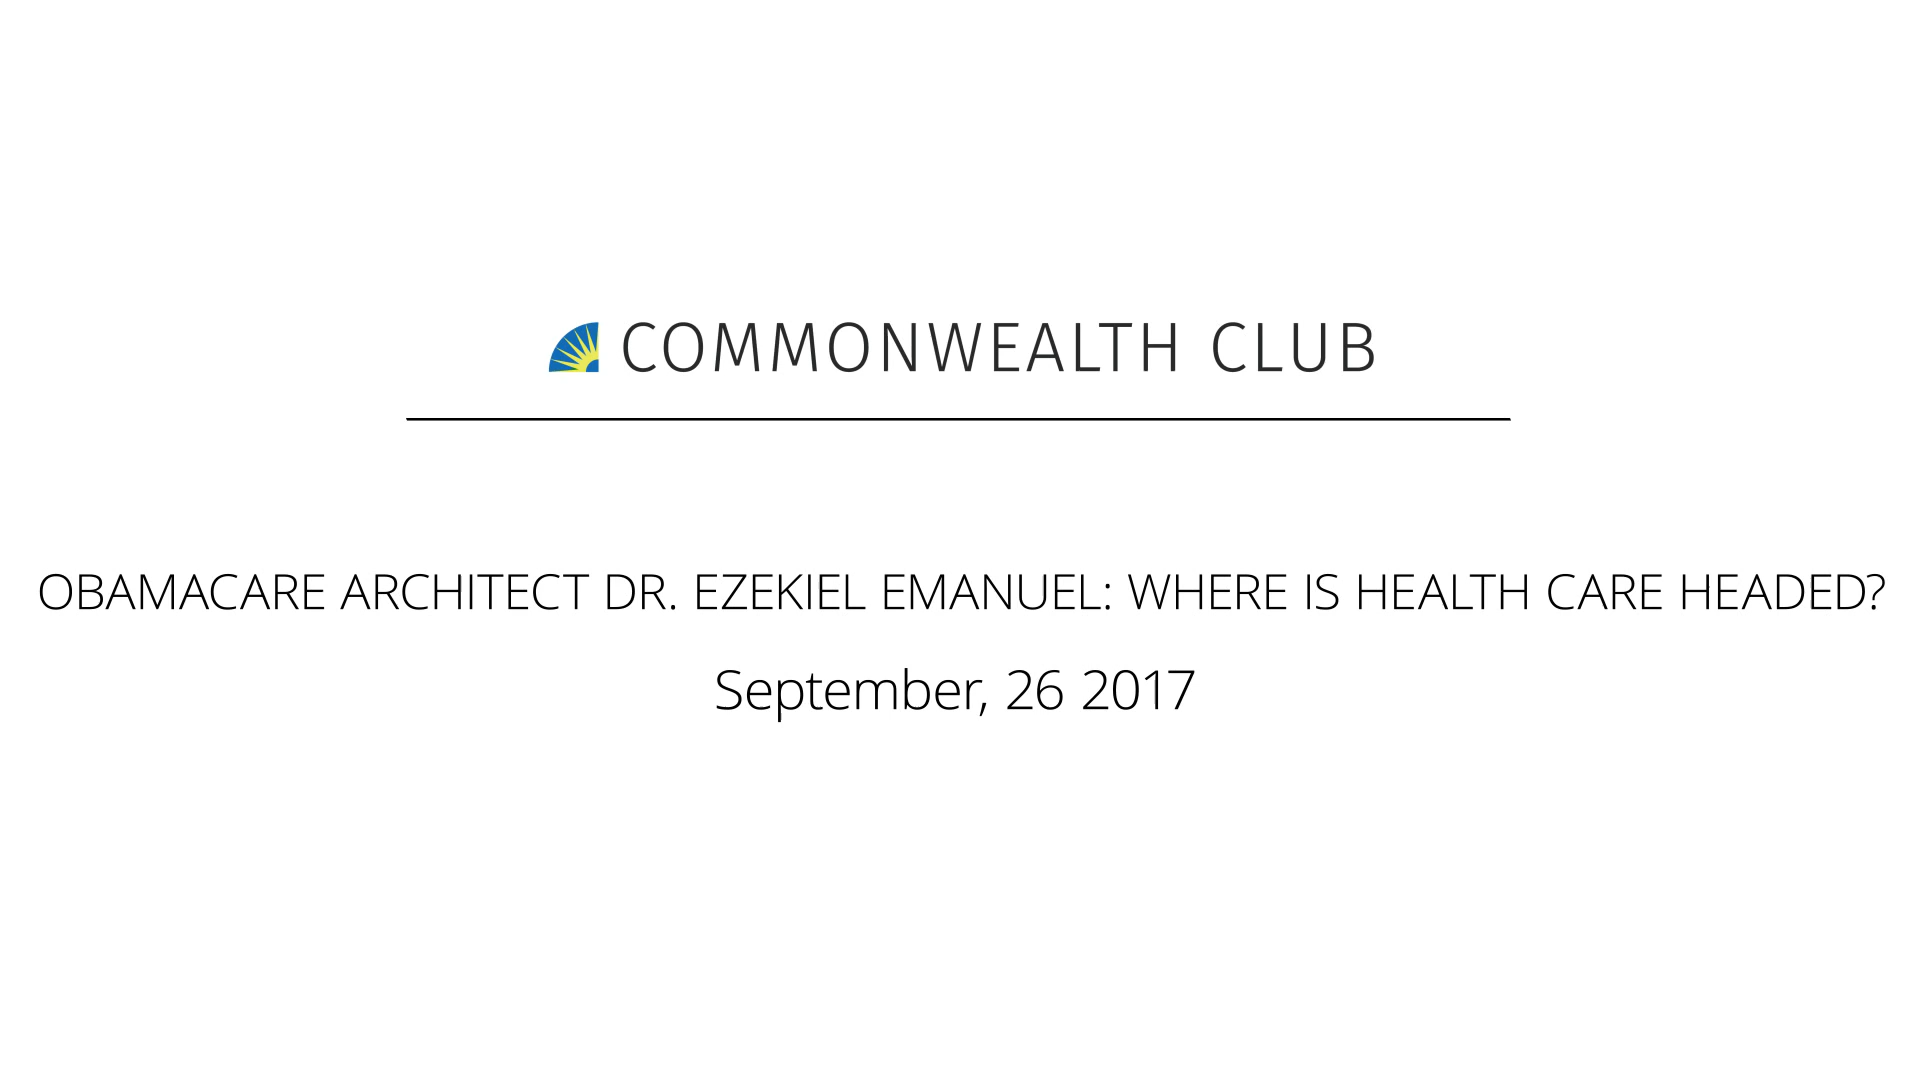 COMMONWEALTH CLUB
OBAMACARE ARCHITECT DR. EZEKIEL EMANUEL: WHERE IS HEALTH CARE HEADED?
September, 26 2017